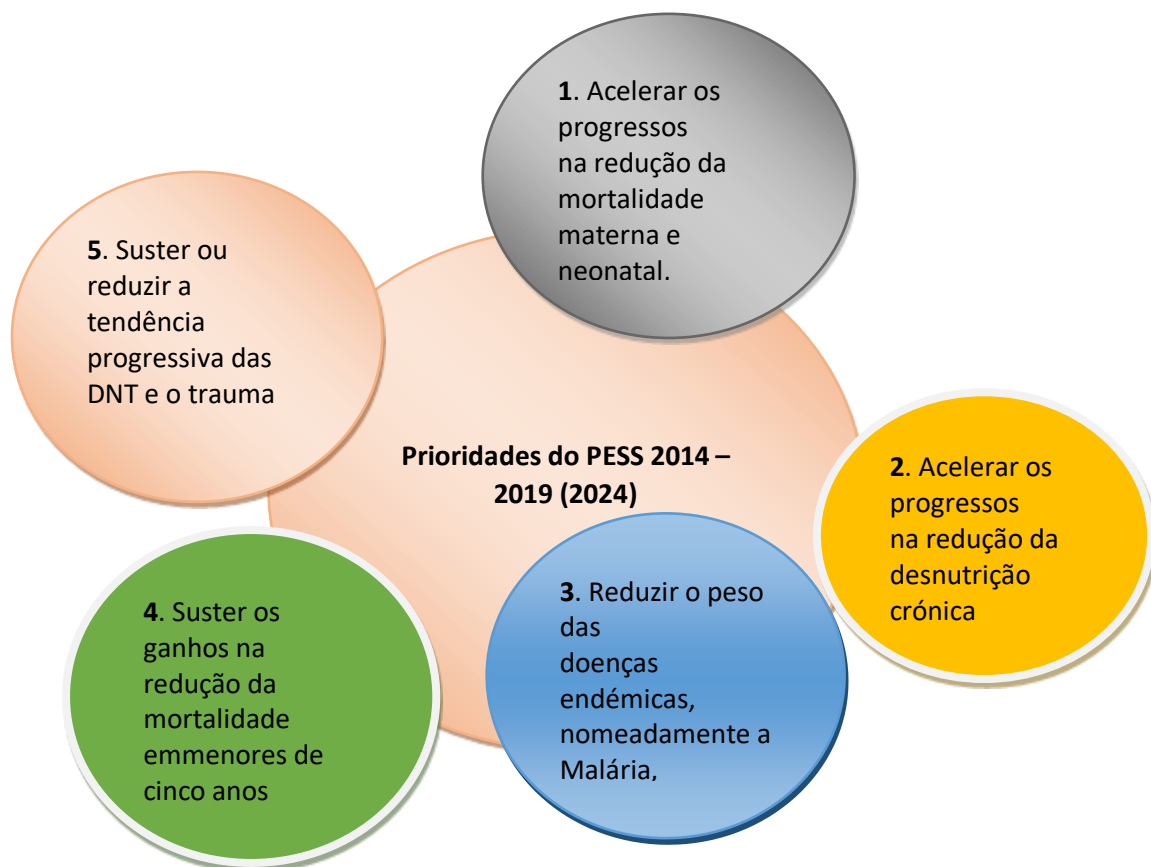 1. Acelerar os
progressos
na redução da
mortalidade
materna e
neonatal.
5. Suster ou
reduzir a
tendência
progressiva das
DNT e o trauma
Prioridades do PESS 2014 –
2019 (2024)
2. Acelerar os
progressos
na redução da
desnutrição
crónica
4. Suster os
ganhos na
redução da
mortalidade
emmenores de
cinco anos
3. Reduzir o peso
das
doenças
endémicas,
nomeadamente a
Malária,